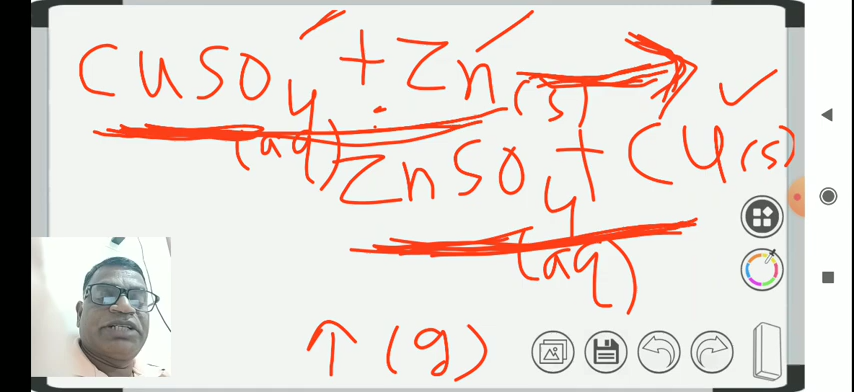 CuSO4(aq) + Zn(s) →
ZnSO4(aq) + Cu(s)
↑ (g)